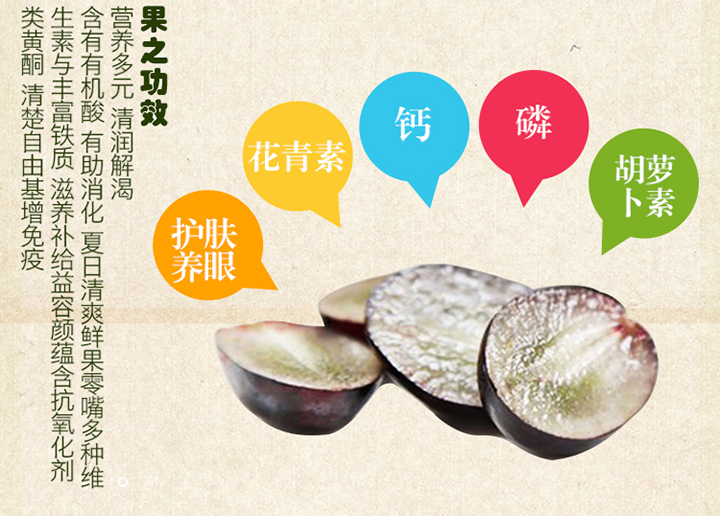 果之功效
营养多元 清润解渴
含有有机酸 有助消化 夏日清爽鲜果零嘴多种维
生素与丰富铁质 滋养补给益容颜蕴含抗氧化剂
类黄酮 清楚自由基增免疫
。
护肤
养眼
花青素
钙
磷
胡萝
卜素